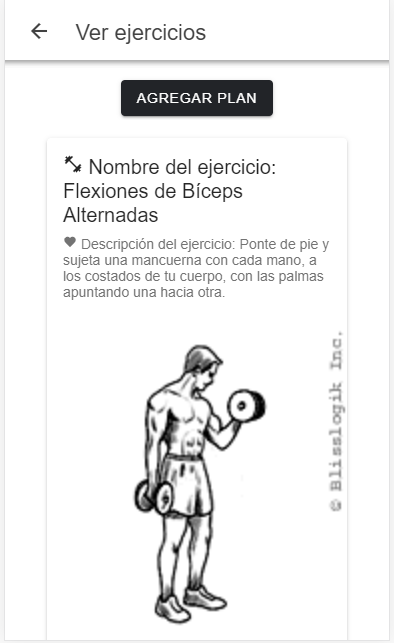 Ver ejercicios
AGREGAR PLAN
Nombre del ejercicio:
Flexiones de Bíceps
Alternadas
Descripción del ejercicio: Ponte de pie y
sujeta una mancuerna con cada mano, a
los costados de tu cuerpo, con las palmas
apuntando una hacia otra.
© Blisslogik Inc.